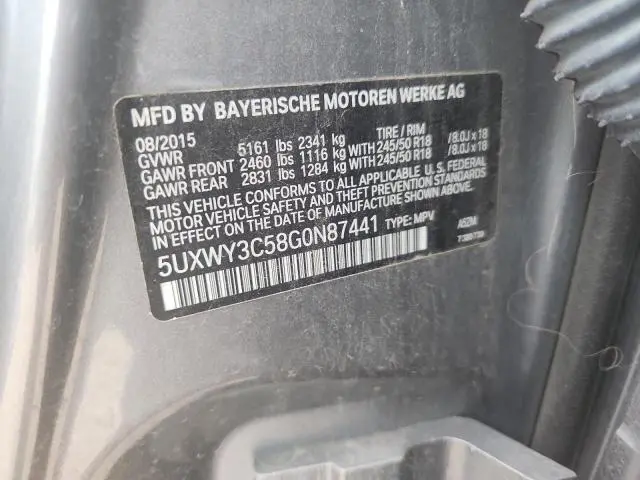 MFD BY BAYERISCHE MOTOREN WERKE AG
08/2015 5161 lbs 2341 kg TIRE / RIM
GVWR
GAWR FRONT 2460 lbs 1116 kg WITH 245/50 R18 /8.0J x 18
GAWR REAR 2831 lbs 1284 kg WITH 245/50 R18 /8.0J x 18
THIS VEHICLE CONFORMS TO ALL APPLICABLE U.S. FEDERAL
MOTOR VEHICLE SAFETY AND THEFT PREVENTION STANDARDS
IN EFFECT ON THE DATE OF MANUFACTURE SHOWN ABOVE.
5UXWY3C58G0N87441 TYPE: MPV A52M